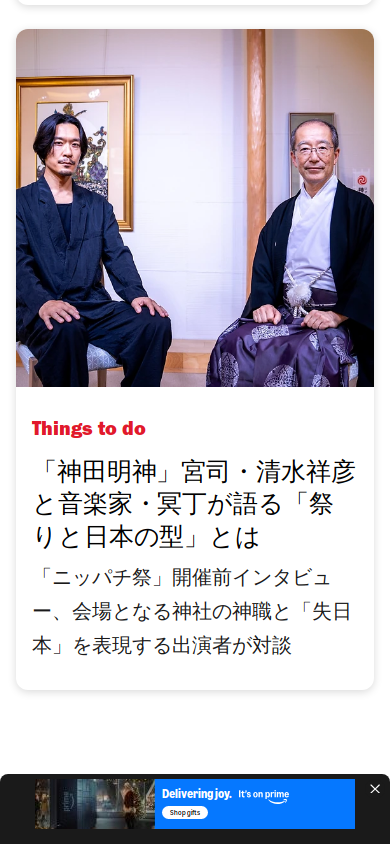 Things to do
「神田明神」宮司・清水祥彦
と音楽家・冥丁が語る「祭
りと日本の型」とは
「ニッパチ祭」開催前インタビュ
ー、会場となる神社の神職と「失日
本」を表現する出演者が対談
prime
Delivering joy. It's on prime
Shop gifts